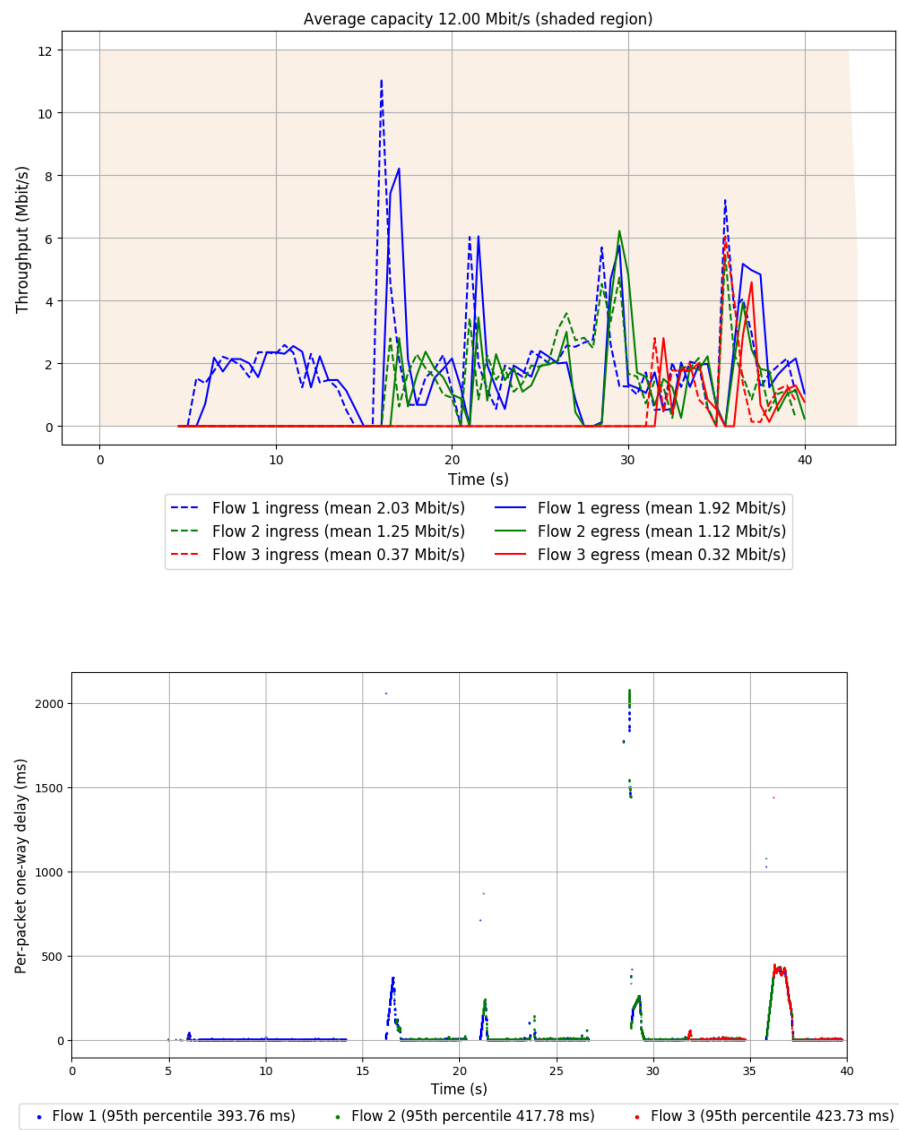 Average capacity 12.00 Mbit/s (shaded region)
12
10
8
6
4
2
0
Throughput (Mbit/s)
0 10 20 30 40
Time (s)
Flow 1 ingress (mean 2.03 Mbit/s) Flow 1 egress (mean 1.92 Mbit/s)
Flow 2 ingress (mean 1.25 Mbit/s) Flow 2 egress (mean 1.12 Mbit/s)
Flow 3 ingress (mean 0.37 Mbit/s) Flow 3 egress (mean 0.32 Mbit/s)
2000
1500
1000
500
0
Per-packet one-way delay (ms)
0 5 10 15 20 25 30 35 40
Time (s)
Flow 1 (95th percentile 393.76 ms) Flow 2 (95th percentile 417.78 ms) Flow 3 (95th percentile 423.73 ms)